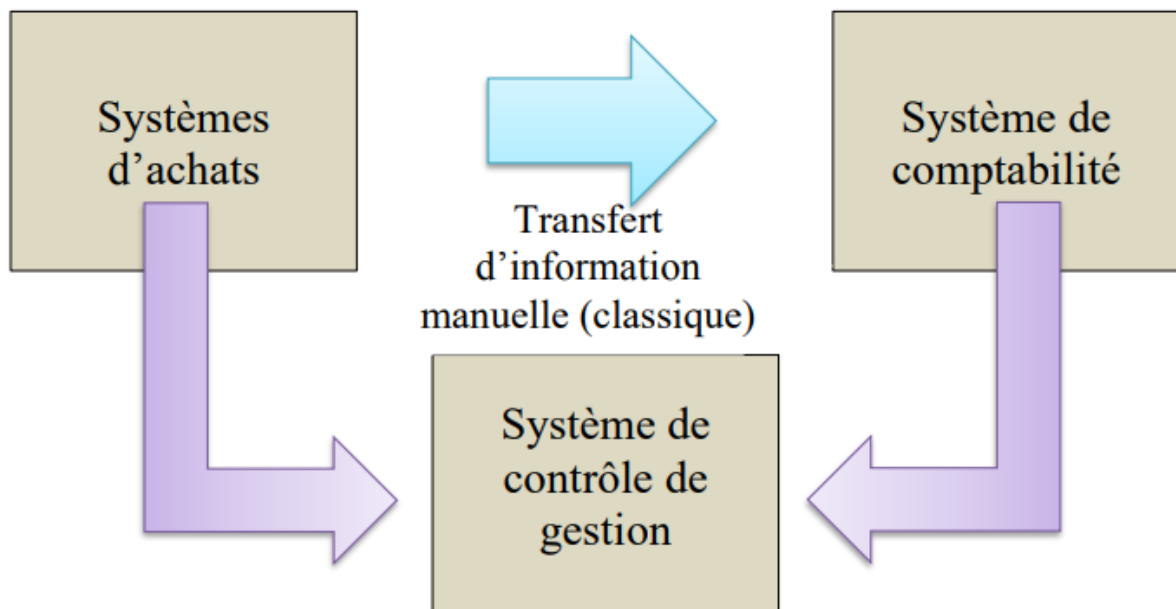 Systèmes
d’achats
Système de
comptabilité
Transfert
d’information
manuelle (classique)
Système de
contrôle de
gestion